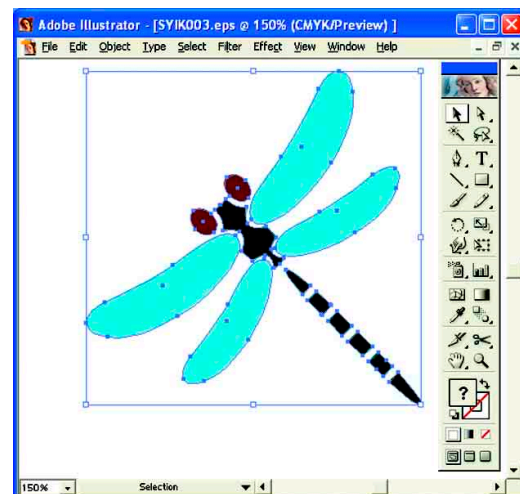 Adobe Illustrator - [SYIK003.eps @ 150% (CMYK/Preview) ]
File Edit Object Type Select Filter Effect View Window Help
T
?
150% Selection